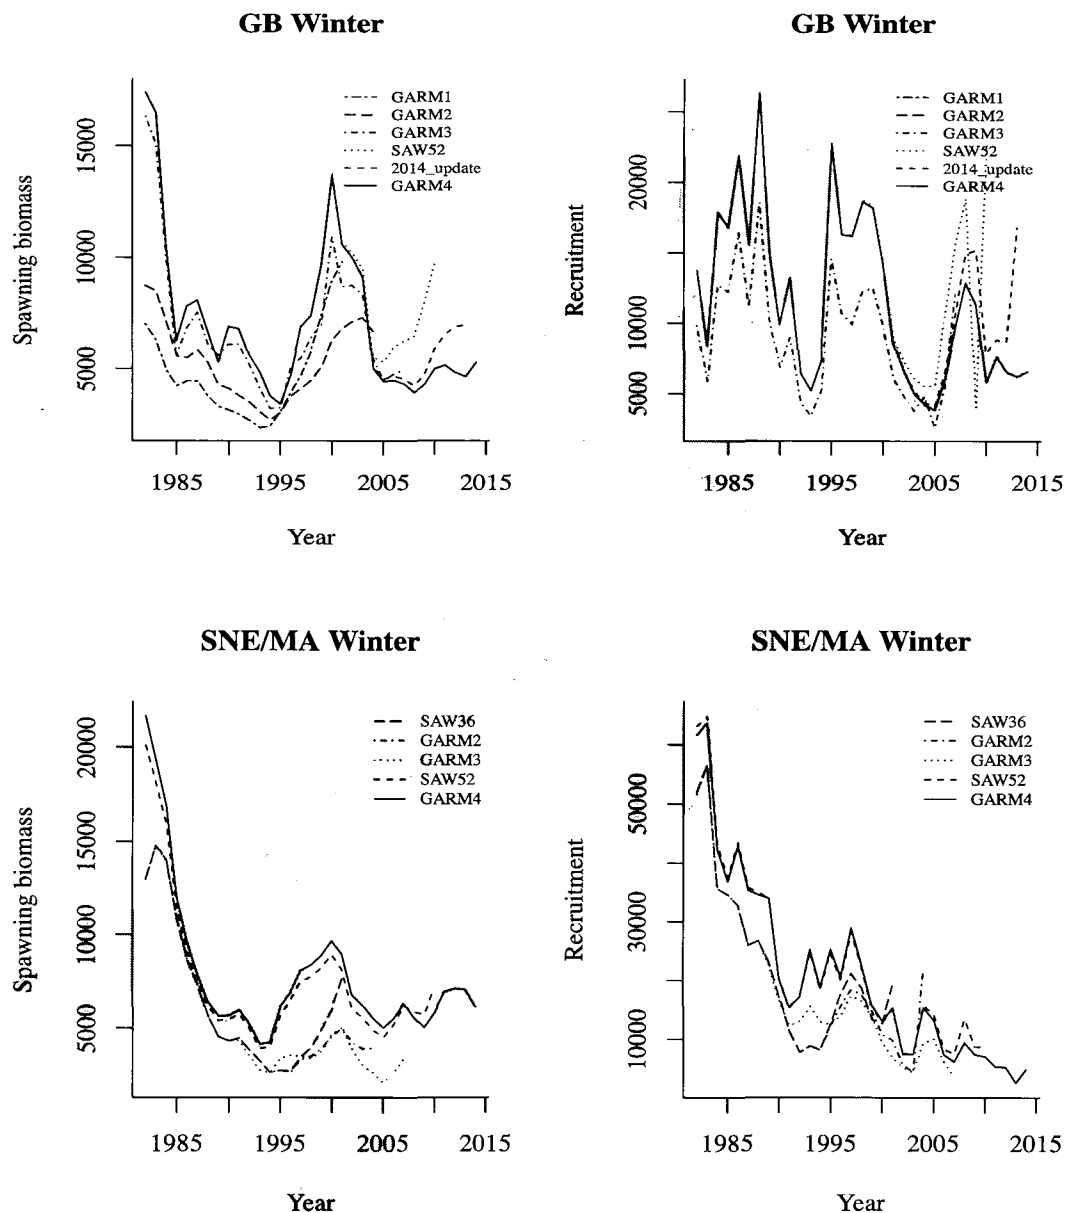 GB Winter
Spawning biomass
5000
10000
15000
GARM1
GARM2
GARM3
SAW52
2014_update
GARM4
1985
1995
2005
2015
Year
GB Winter
Recruitment
5000
10000
20000
GARM1
GARM2
GARM3
SAW52
2014_update
GARM4
1985
1995
2005
2015
Year
SNE/MA Winter
Spawning biomass
5000
10000
15000
20000
SAW36
GARM2
GARM3
SAW52
GARM4
1985
1995
2005
2015
Year
SNE/MA Winter
Recruitment
10000
30000
50000
SAW36
GARM2
GARM3
SAW52
GARM4
1985
1995
2005
2015
Year